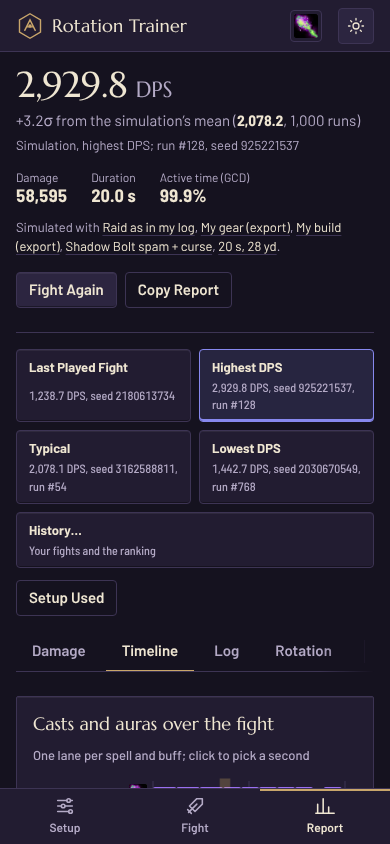 Rotation Trainer
2,929.8 DPS
+3.2σ from the simulation's mean (2,078.2, 1,000 runs)
Simulation, highest DPS; run #128, seed 925221537
Damage Duration Active time (GCD)
58,595 20.0 s 99.9%
Simulated with Raid as in my log, My gear (export), My build
(export), Shadow Bolt spam + curse, 20 s, 28 yd.
Fight Again Copy Report
Last Played Fight
1,238.7 DPS, seed 2180613734
Highest DPS
2,929.8 DPS, seed 925221537,
run #128
Typical
2,078.1 DPS, seed 3162588811,
run #54
Lowest DPS
1,442.7 DPS, seed 2030670549,
run #768
History...
Your fights and the ranking
Setup Used
Damage Timeline Log Rotation
Casts and auras over the fight
One lane per spell and buff; click to pick a second
Setup Fight Report